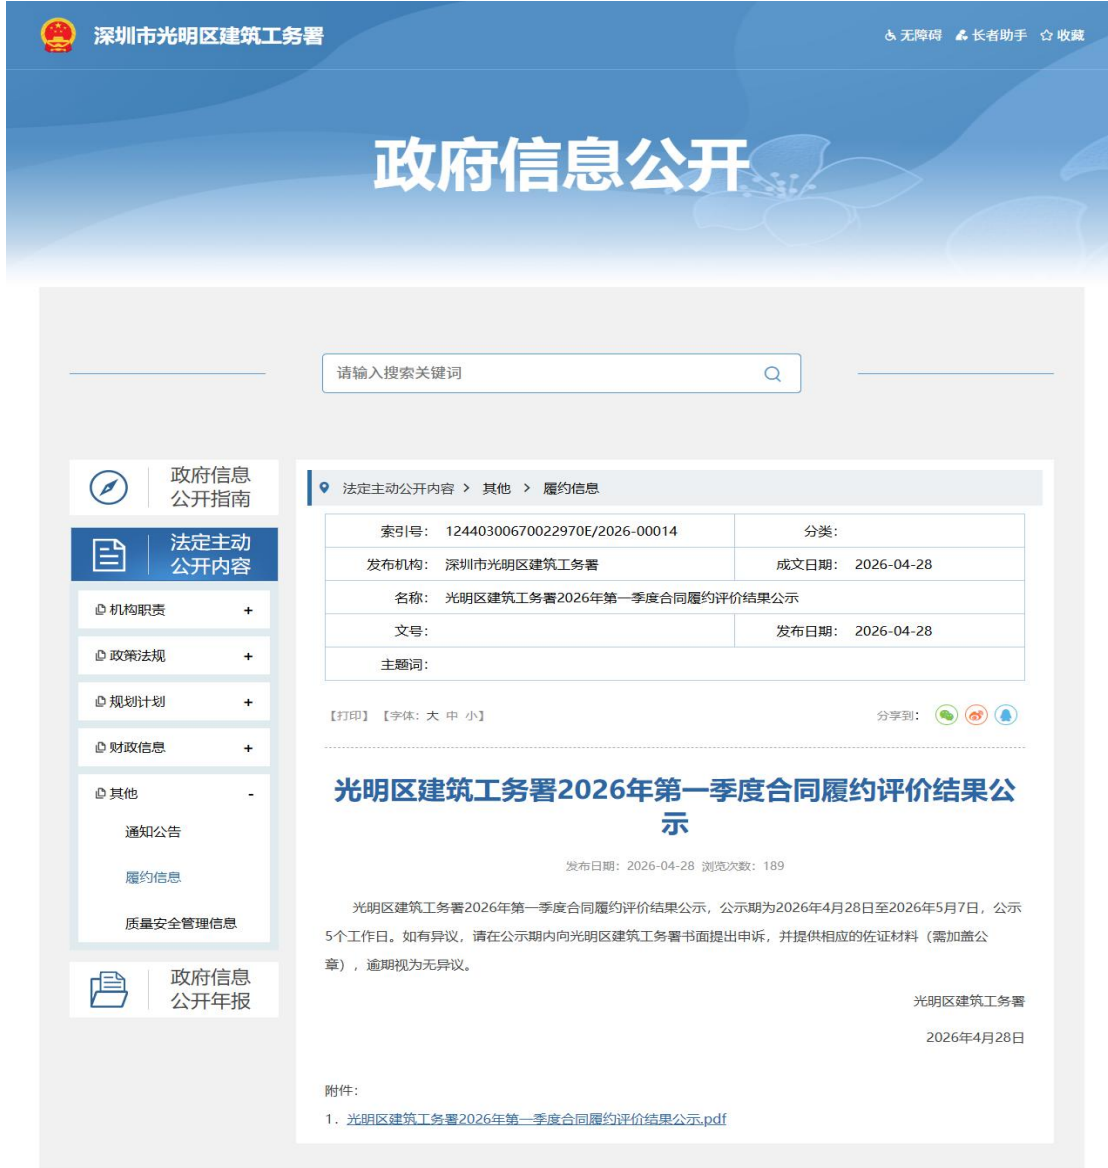 深圳市光明区建筑工务署
无障碍 长者助手 收藏
政府信息公开
请输入搜索关键词
政府信息
公开指南
法定主动
公开内容
机构职责 +
政策法规 +
规划计划 +
财政信息 +
其他 -
通知公告
履约信息
质量安全管理信息
政府信息
公开年报
法定主动公开内容 > 其他 > 履约信息
索引号: 12440300670022970E/2026-00014 分类:
发布机构: 深圳市光明区建筑工务署 成文日期: 2026-04-28
名称: 光明区建筑工务署2026年第一季度合同履约评价结果公示
文号: 发布日期: 2026-04-28
主题词:
【打印】【字体: 大 中 小】 分享到:
光明区建筑工务署2026年第一季度合同履约评价结果公
示
发布日期: 2026-04-28 浏览次数: 189
光明区建筑工务署2026年第一季度合同履约评价结果公示，公示期为2026年4月28日至2026年5月7日，公示
5个工作日。如有异议，请在公示期内向光明区建筑工务署书面提出申诉，并提供相应的佐证材料（需加盖公
章），逾期视为无异议。
光明区建筑工务署
2026年4月28日
附件:
1. 光明区建筑工务署2026年第一季度合同履约评价结果公示.pdf